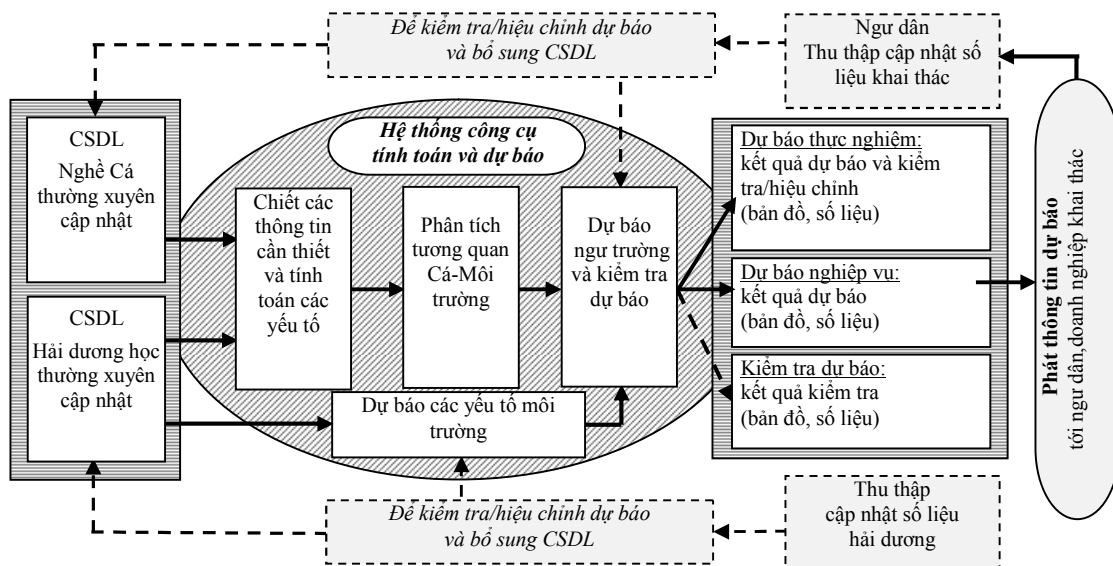 Để kiểm tra/hiệu chỉnh dự báo
và bổ sung CSDL
Ngư dân
Thu thập cập nhật số
liệu khai thác
CSDL
Nghề Cá
thường xuyên
cập nhật
CSDL
Hải dương học
thường xuyên
cập nhật
Hệ thống công cụ
tính toán và dự báo
Chiết các
thông tin
cần thiết
và tính
toán các
yếu tố
Phân tích
tương quan
Cá-Môi
trường
Dự báo
ngư trường
và kiểm tra
dự báo
Dự báo các yếu tố môi
trường
Dự báo thực nghiệm:
kết quả dự báo và kiểm
tra/hiệu chỉnh
(bản đồ, số liệu)
Dự báo nghiệp vụ:
kết quả dự báo
(bản đồ, số liệu)
Kiểm tra dự báo:
kết quả kiểm tra
(bản đồ, số liệu)
Phát thông tin dự báo
tới ngư dân,doanh nghiệp khai thác
Để kiểm tra/hiệu chỉnh dự báo
và bổ sung CSDL
Thu thập
cập nhật số liệu
hải dương